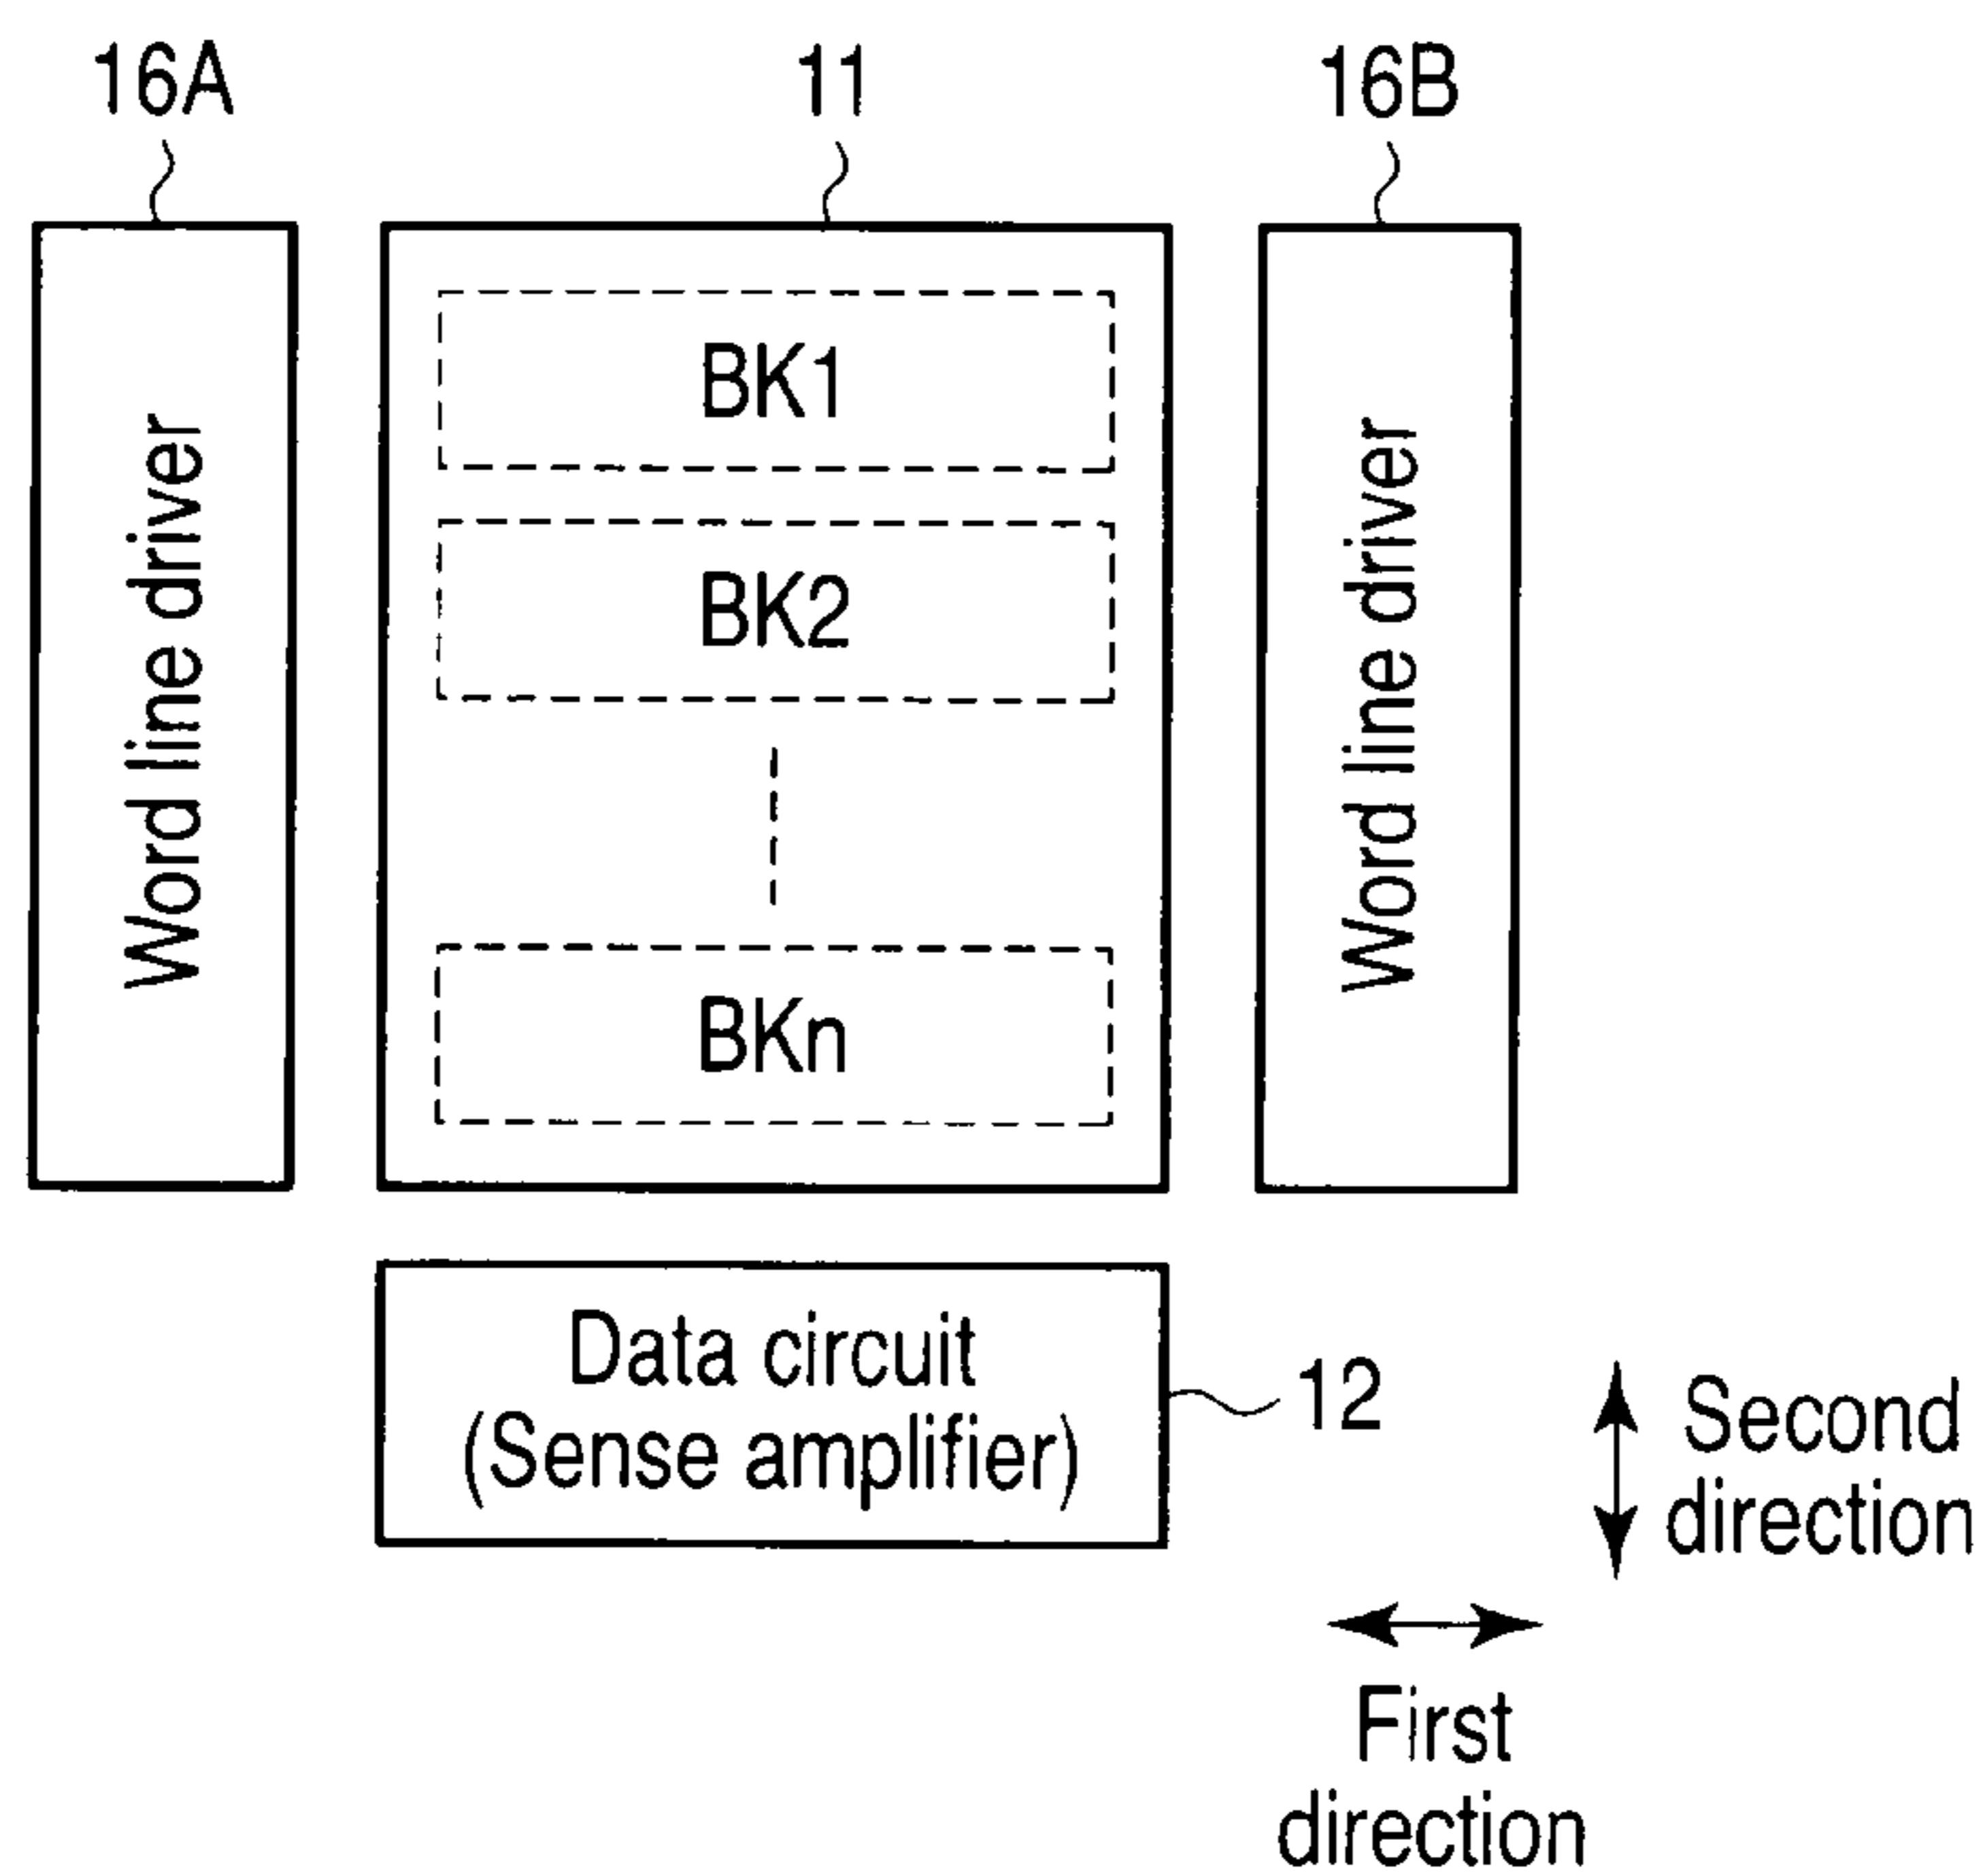 16A
11
16B
Word line driver
BK1
BK2
BKn
Word line driver
Data circuit
(Sense amplifier)
12
Second
direction
First
direction